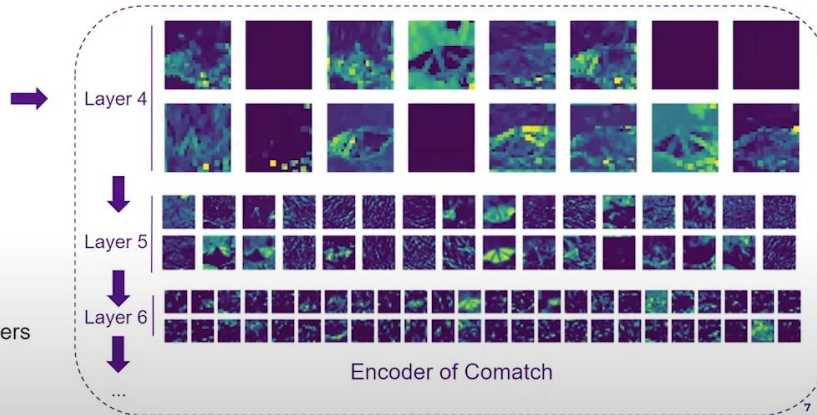 Layer 4
Layer 5
ers
Layer 6
Encoder of Comatch
...
7